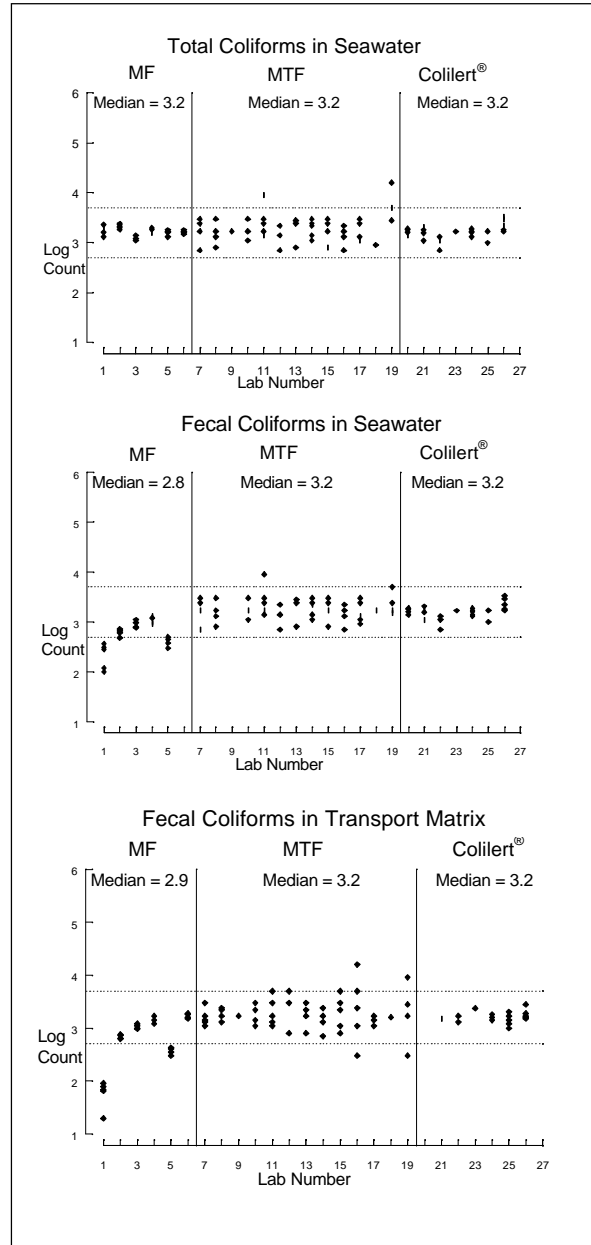 Total Coliforms in Seawater
MF MTF Colilert®
Median = 3.2 Median = 3.2 Median = 3.2
6
5
4
3
2
1
Log
Count
1 3 5 7 9 11 13 15 17 19 21 23 25 27
Lab Number
Fecal Coliforms in Seawater
MF MTF Colilert®
Median = 2.8 Median = 3.2 Median = 3.2
6
5
4
3
2
1
Log
Count
1 3 5 7 9 11 13 15 17 19 21 23 25 27
Lab Number
Fecal Coliforms in Transport Matrix
MF MTF Colilert®
Median = 2.9 Median = 3.2 Median = 3.2
6
5
4
3
2
1
Log
Count
1 3 5 7 9 11 13 15 17 19 21 23 25 27
Lab Number